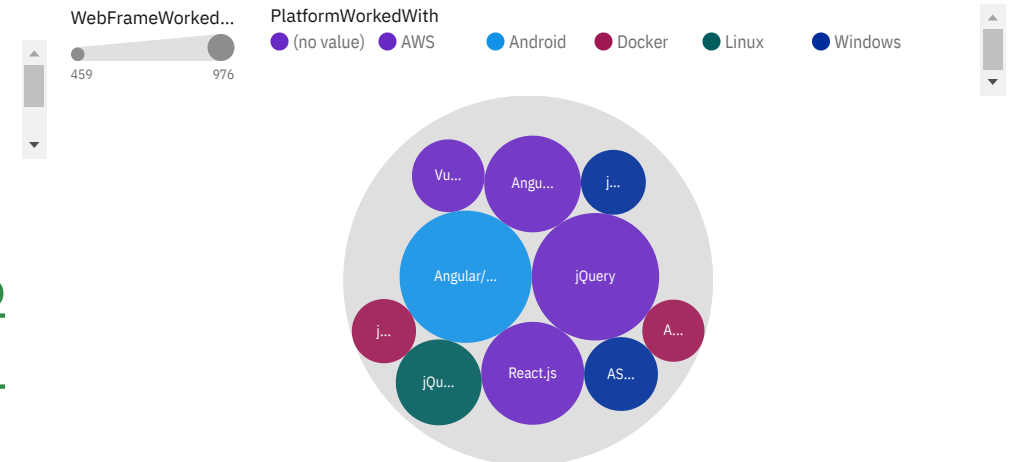 WebFrameWorked...
459
976
PlatformWorkedWith
(no value) AWS Android Docker Linux Windows
Vu...
Angu...
j...
Angular/...
jQuery
j...
A...
jQu...
React.js
AS...